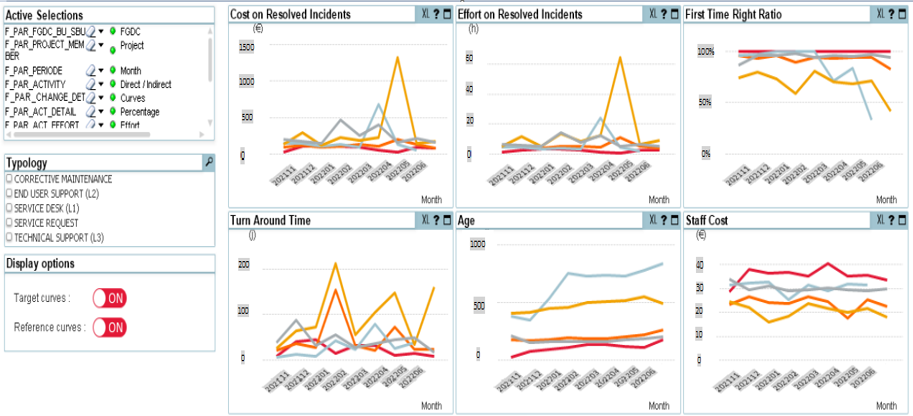 Active Selections
F_PAR_FGDC_BU_SBU FGDC
F_PAR_PROJECT_MEM
BER Project
F_PAR_PERIODE Month
F_PAR_ACTIVITY Direct / Indirect
F_PAR_CHANGE_DET Curves
F_PAR_ACT_DETAIL Percentage
F_PAR_ACT_EFFORT Effort
Typology
CORRECTIVE MAINTENANCE
END USER SUPPORT (L2)
SERVICE DESK (L1)
SERVICE REQUEST
TECHNICAL SUPPORT (L3)
Display options
Target curves : ON
Reference curves : ON
Cost on Resolved Incidents XL ?
(€)
1500
1000
500
0
202111 202112 202201 202202 202203 202204 202205 202206
Month
Effort on Resolved Incidents XL ?
(h)
60
40
20
0
202111 202112 202201 202202 202203 202204 202205 202206
Month
First Time Right Ratio XL ?
100%
50%
0%
202111 202112 202201 202202 202203 202204 202205 202206
Month
Turn Around Time XL ?
(j)
200
100
0
202111 202112 202201 202202 202203 202204 202205 202206
Month
Age XL ?
1000
500
0
202111 202112 202201 202202 202203 202204 202205 202206
Month
Staff Cost XL ?
(€)
40
30
20
10
0
202111 202112 202201 202202 202203 202204 202205 202206
Month